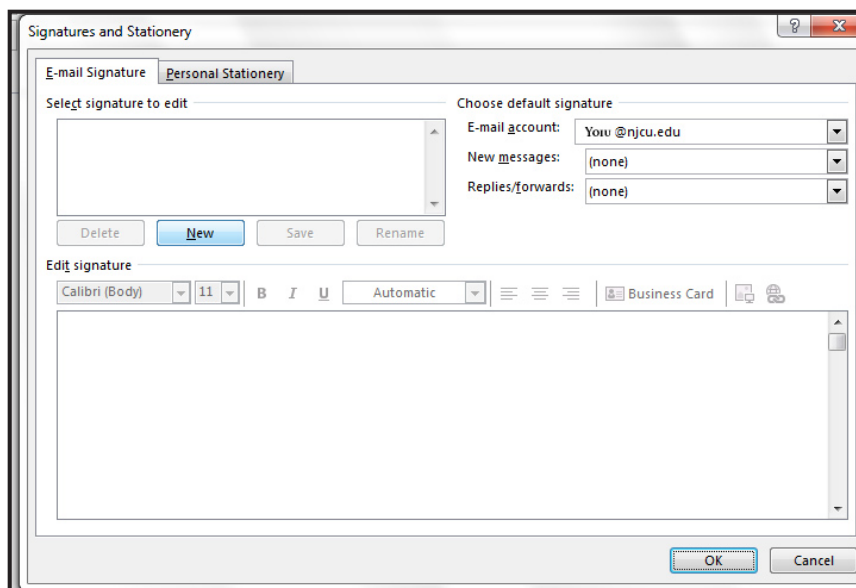 Signatures and Stationery
E-mail Signature Personal Stationery
Select signature to edit
Choose default signature
E-mail account: You @njcu.edu
New messages: (none)
Replies/forwards: (none)
Delete New Save Rename
Edit signature
Calibri (Body) 11 B I U Automatic Business Card
OK Cancel